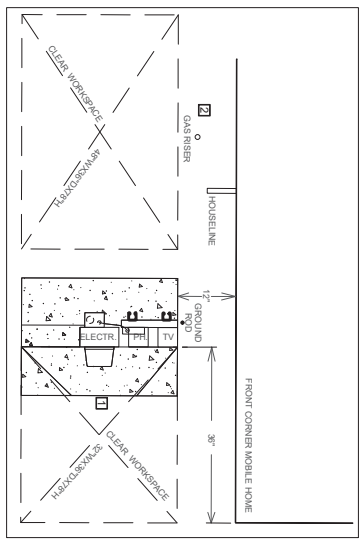 CLEAR WORKSPACE
48"WX36"DX78"H
2
GAS RISER
HOUSELINE
12"
GROUND
ROD
ELECTR.
PH.
TV
36"
FRONT CORNER MOBILE HOME
1
CLEAR WORKSPACE
32"WX36"DX78"H